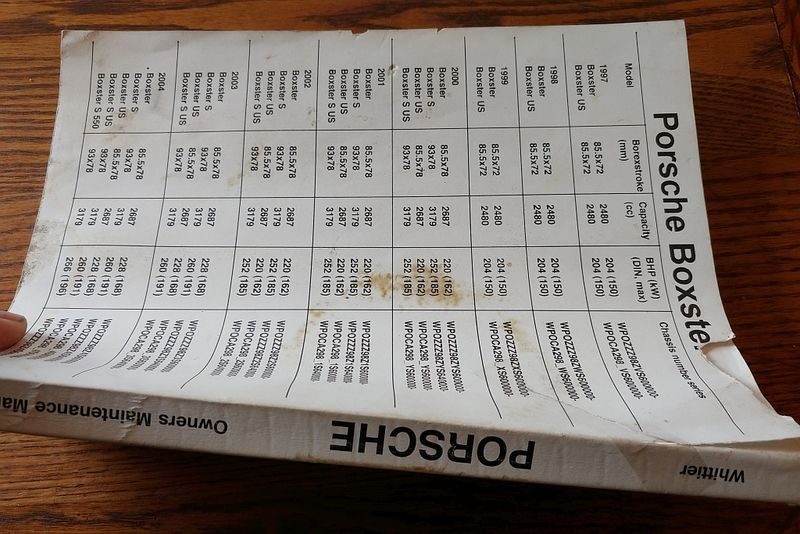 Porsche Boxste
Model Borexstroke (mm) Capacity (cc) BHP (kW) (DIN, max) Chassis number series
1997
Boxster 85.5x72 2480 204 (150) WPOZZZ98ZVS600000-
Boxster US 85.5x72 2480 204 (150) WPOCA298_VS600000-
1998
Boxster 85.5x72 2480 204 (150) WPOZZZ98ZWS600000-
Boxster US 85.5x72 2480 204 (150) WPOCA298_WS600000-
1999
Boxster 85.5x72 2480 204 (150) WPOZZZ98ZXS600000-
Boxster US 85.5x72 2480 204 (150) WPOCA298_XS600000-
2000
Boxster 85.5x78 2687 220 (162) WPOZZZ98ZYS600000-
Boxster S 93x78 3179 252 (185) WPOZZZ98ZYS640000-
Boxster US 85.5x78 2687 220 (162) WPOCA298_YS600000-
Boxster S US 93x78 3179 252 (185)
2001
Boxster 85.5x78 2687 220 (162)
Boxster S 93x78 3179 252 (185)
Boxster US 85.5x78 2687 220 (162)
Boxster S US 93x78 3179 252 (185)
2002
Boxster 85.5x78 2687 220 (162)
Boxster S 93x78 3179 252 (185)
Boxster US 85.5x78 2687 220 (162)
Boxster S US 93x78 3179 252 (185)
2003
Boxster 85.5x78 2687 228 (168)
Boxster S 93x78 3179 260 (191)
Boxster US 85.5x78 2687 228 (168)
Boxster S US 93x78 3179 260 (191)
2004
Boxster 85.5x78 2687 228 (168)
Boxster S 93x78 3179 260 (191)
Boxster US 85.5x78 2687 228 (168)
Boxster S US 93x78 3179 260 (191)
Boxster S 550 93x78 3179 266 (196)
Whittier PORSCHE Owners Maintenance Ma